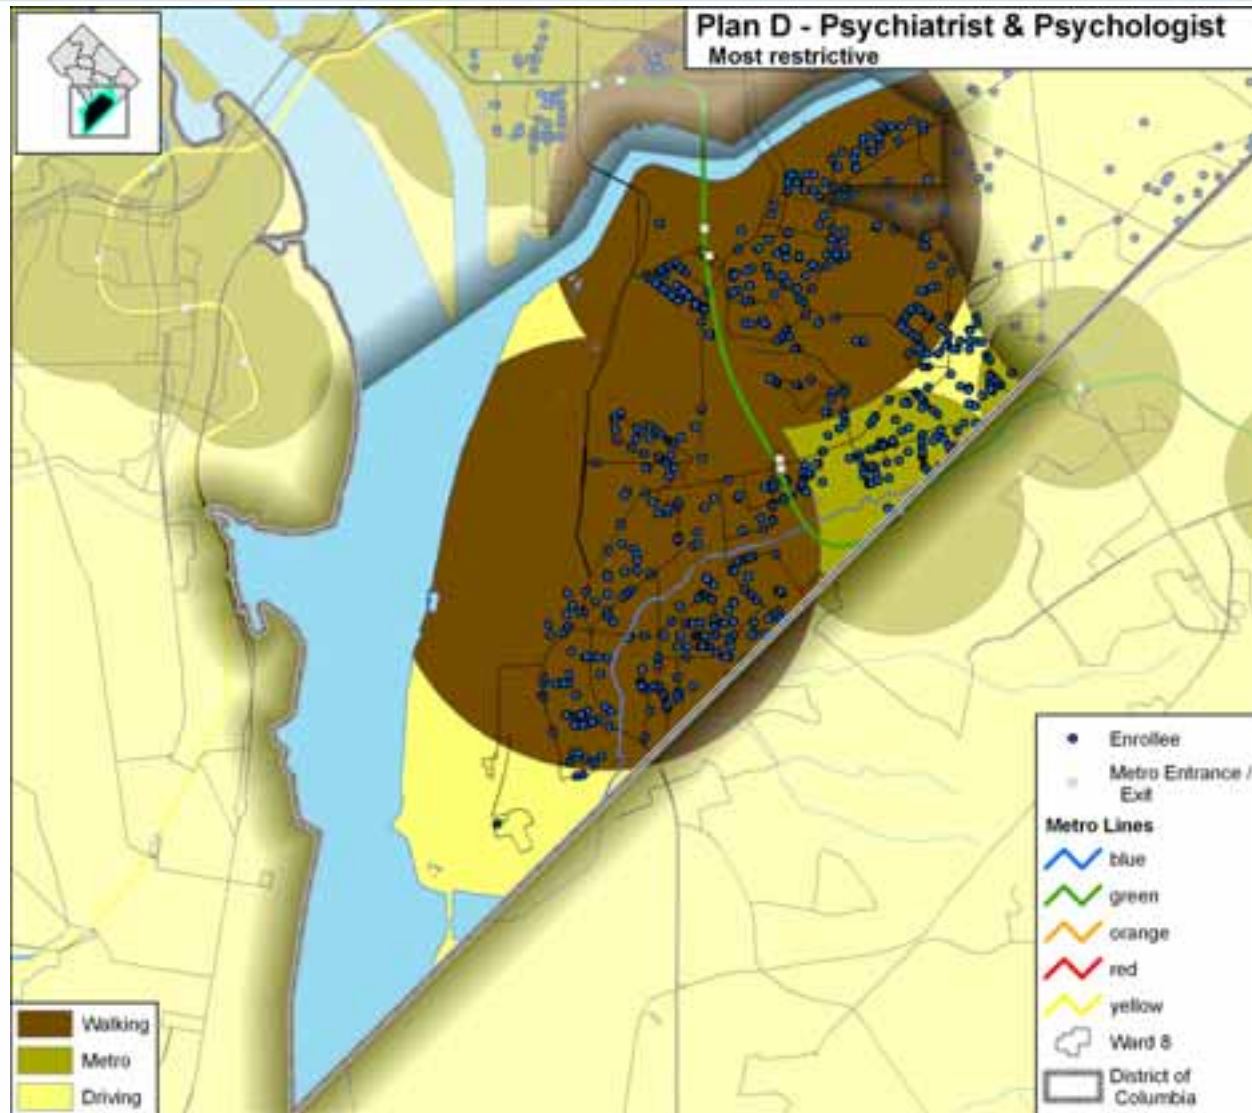 Plan D - Psychiatrist & Psychologist
Most restrictive
Enrollee
Metro Entrance /
Exit
Metro Lines
blue
green
orange
red
yellow
Ward 8
District of
Columbia
Walking
Metro
Driving